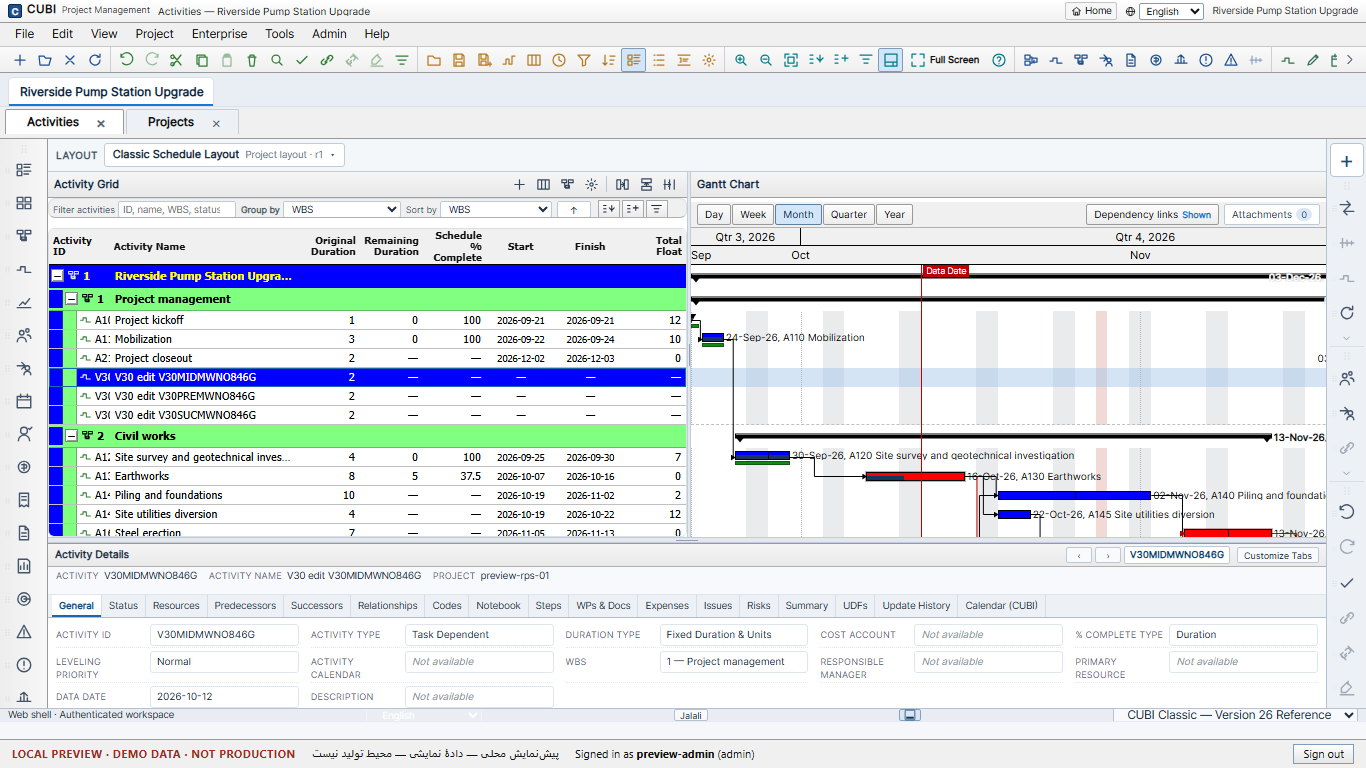 CUBI Project Management Activities — Riverside Pump Station Upgrade Home English Riverside Pump Station Upgrade
File Edit View Project Enterprise Tools Admin Help
Full Screen
Riverside Pump Station Upgrade
Activities × Projects ×
LAYOUT Classic Schedule Layout Project layout · r1
Activity Grid
Filter activities ID, name, WBS, status Group by WBS Sort by WBS
Activity ID Activity Name Original Duration Remaining Duration Schedule % Complete Start Finish Total Float
1 Riverside Pump Station Upgra...
1 Project management
A10 Project kickoff 1 0 100 2026-09-21 2026-09-21 12
A11 Mobilization 3 0 100 2026-09-22 2026-09-24 10
A21 Project closeout 2 — — 2026-12-02 2026-12-03 0
V30 V30 edit V30MIDMWNO846G 2 — — — — —
V30 V30 edit V30PREMWNO846G 2 — — — — —
V30 V30 edit V30SUCMWNO846G 2 — — — — —
2 Civil works
A12 Site survey and geotechnical inves... 4 0 100 2026-09-25 2026-09-30 7
A13 Earthworks 8 5 37.5 2026-10-07 2026-10-16 0
A14 Piling and foundations 10 — — 2026-10-19 2026-11-02 2
A14 Site utilities diversion 4 — — 2026-10-19 2026-10-22 12
A16 Steel erection 7 — — 2026-11-05 2026-11-13 0
Gantt Chart
Day Week Month Quarter Year Dependency links Shown Attachments 0
Qtr 3, 2026 Qtr 4, 2026
Sep Oct Nov
Data Date 03-Dec-26
24-Sep-26, A110 Mobilization
03
13-Nov-26,
30-Sep-26, A120 Site survey and geotechnical investigation
16-Oct-26, A130 Earthworks
02-Nov-26, A140 Piling and foundati
22-Oct-26, A145 Site utilities diversion
13-Nov-26
Activity Details ‹ › V30MIDMWNO846G Customize Tabs
ACTIVITY V30MIDMWNO846G ACTIVITY NAME V30 edit V30MIDMWNO846G PROJECT preview-rps-01
General Status Resources Predecessors Successors Relationships Codes Notebook Steps WPs & Docs Expenses Issues Risks Summary UDFs Update History Calendar (CUBI)
ACTIVITY ID V30MIDMWNO846G ACTIVITY TYPE Task Dependent DURATION TYPE Fixed Duration & Units COST ACCOUNT Not available % COMPLETE TYPE Duration
LEVELING PRIORITY Normal ACTIVITY CALENDAR Not available WBS 1 — Project management RESPONSIBLE MANAGER Not available PRIMARY RESOURCE Not available
DATA DATE 2026-10-12 DESCRIPTION Not available
Web shell · Authenticated workspace English Jalali CUBI Classic — Version 26 Reference
LOCAL PREVIEW · DEMO DATA · NOT PRODUCTION پیش‌نمایش محلی — دادهٔ نمایشی — محیط تولید نیست Signed in as preview-admin (admin) Sign out